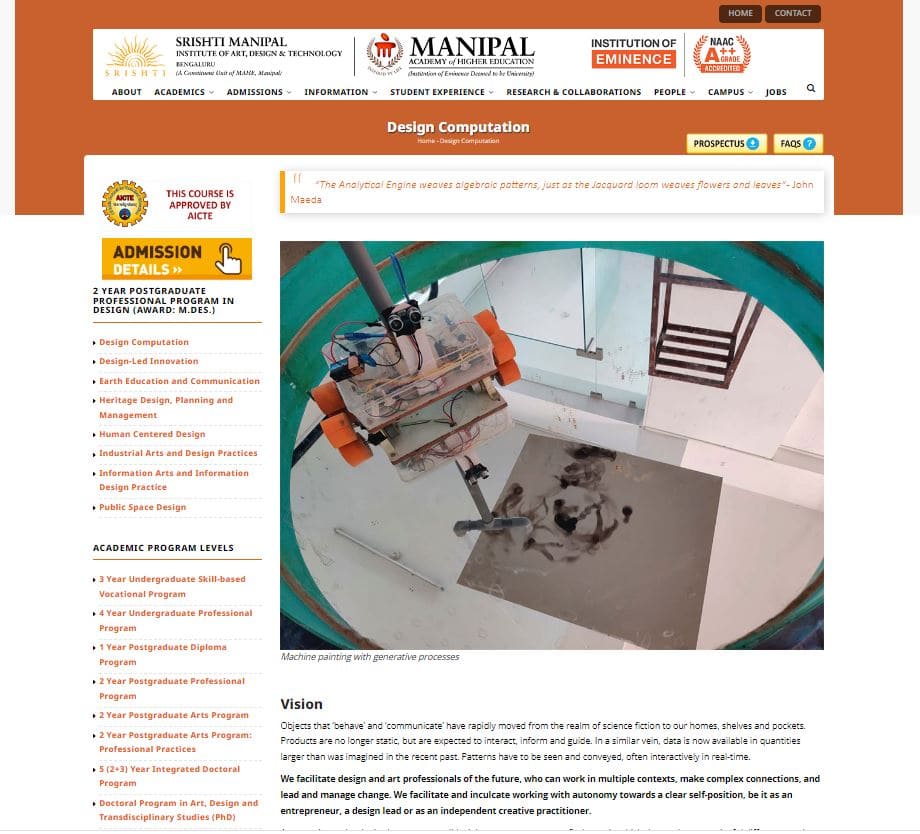 HOME
CONTACT
SRISHTI
SRISHTI MANIPAL
INSTITUTE OF ART, DESIGN & TECHNOLOGY
BENGALURU
(A Constituent Unit of MAHE, Manipal)
MANIPAL
ACADEMY of HIGHER EDUCATION
(Institution of Eminence Deemed to be University)
INSTITUTION OF
EMINENCE
NAAC
A++
GRADE
ACCREDITED
ABOUT
ACADEMICS
ADMISSIONS
INFORMATION
STUDENT EXPERIENCE
RESEARCH & COLLABORATIONS
PEOPLE
CAMPUS
JOBS
Design Computation
Home - Design Computation
PROSPECTUS
FAQS ?
AICTE
THIS COURSE IS
APPROVED BY
AICTE
ADMISSION
DETAILS »
2 YEAR POSTGRADUATE
PROFESSIONAL PROGRAM IN
DESIGN (AWARD: M.DES.)
Design Computation
Design-Led Innovation
Earth Education and Communication
Heritage Design, Planning and
Management
Human Centered Design
Industrial Arts and Design Practices
Information Arts and Information
Design Practice
Public Space Design
ACADEMIC PROGRAM LEVELS
3 Year Undergraduate Skill-based
Vocational Program
4 Year Undergraduate Professional
Program
1 Year Postgraduate Diploma
Program
2 Year Postgraduate Professional
Program
2 Year Postgraduate Arts Program
2 Year Postgraduate Arts Program:
Professional Practices
5 (2+3) Year Integrated Doctoral
Program
Doctoral Program in Art, Design and
Transdisciplinary Studies (PhD)
"The Analytical Engine weaves algebraic patterns, just as the Jacquard loom weaves flowers and leaves"- John
Maeda
Machine painting with generative processes
Vision
Objects that 'behave' and 'communicate' have rapidly moved from the realm of science fiction to our homes, shelves and pockets.
Products are no longer static, but are expected to interact, inform and guide. In a similar vein, data is now available in quantities
larger than was imagined in the recent past. Patterns have to be seen and conveyed, often interactively in real-time.
We facilitate design and art professionals of the future, who can work in multiple contexts, make complex connections, and
lead and manage change. We facilitate and inculcate working with autonomy towards a clear self-position, be it as an
entrepreneur, a design lead or as an independent creative practitioner.